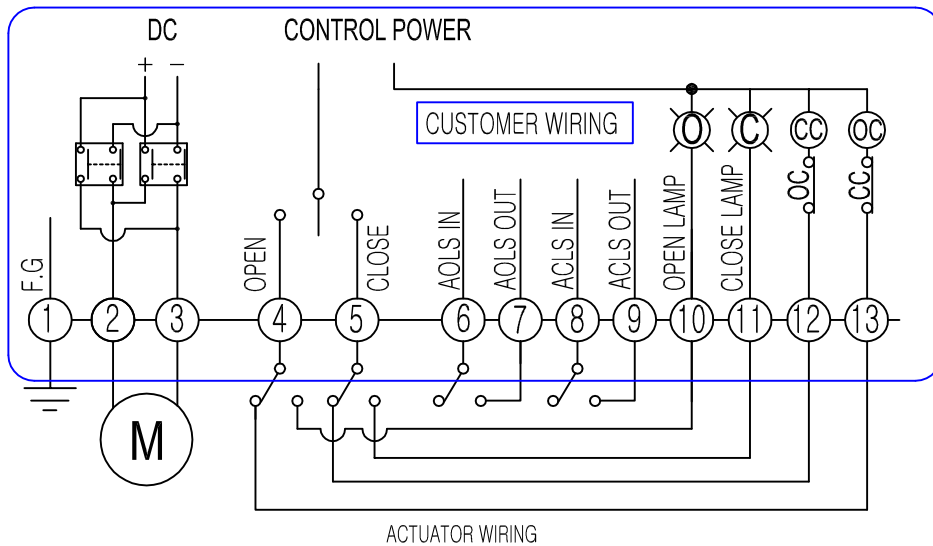 DC
CONTROL POWER
+ −
CUSTOMER WIRING
O C CC OC
OC CC
F.G
OPEN
CLOSE
AOLS IN
AOLS OUT
ACLS IN
ACLS OUT
OPEN LAMP
CLOSE LAMP
1 2 3 4 5 6 7 8 9 10 11 12 13
M
ACTUATOR WIRING